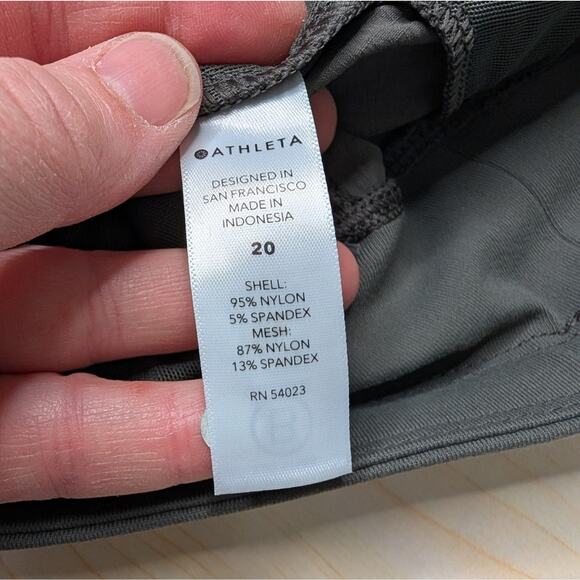 ATHLETA
DESIGNED IN
SAN FRANCISCO
MADE IN
INDONESIA
20
SHELL:
95% NYLON
5% SPANDEX
MESH:
87% NYLON
13% SPANDEX
RN 54023